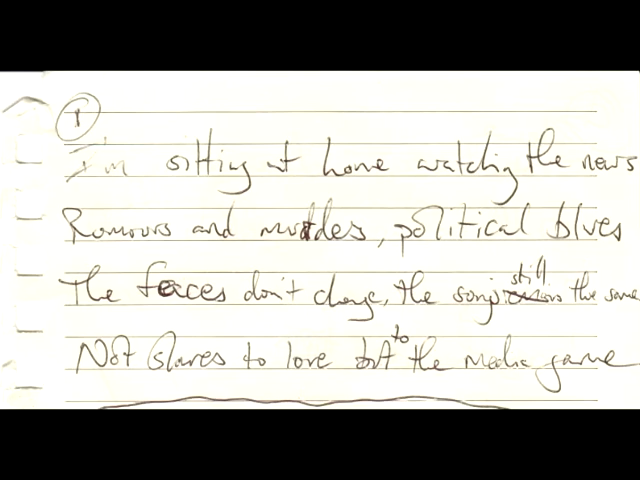 1
I'm sitting at home watching the news
Rumours and murders, political blues
The faces don't change, the song still the same
Not slaves to love but to the media game